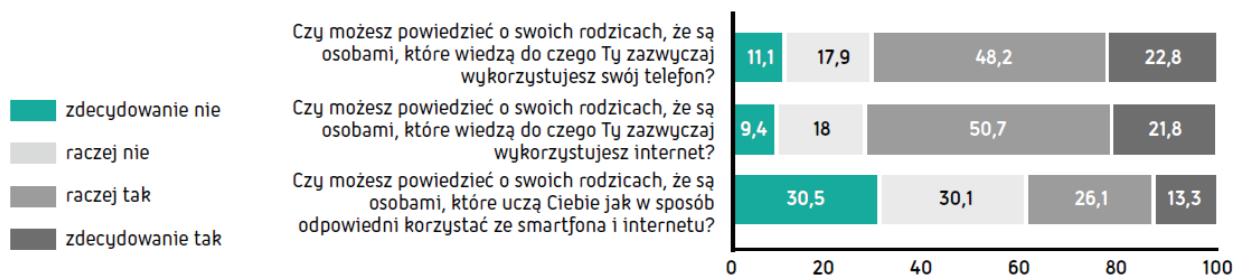 Czy możesz powiedzieć o swoich rodzicach, że są
osobami, które wiedzą do czego Ty zazwyczaj
wykorzystujesz swój telefon?
11,1 17,9 48,2 22,8
zdecydowanie nie
raczej nie
raczej tak
zdecydowanie tak
Czy możesz powiedzieć o swoich rodzicach, że są
osobami, które wiedzą do czego Ty zazwyczaj
wykorzystujesz internet?
9,4 18 50,7 21,8
Czy możesz powiedzieć o swoich rodzicach, że są
osobami, które uczą Ciebie jak w sposób
odpowiedni korzystać ze smartfona i internetu?
30,5 30,1 26,1 13,3
0 20 40 60 80 100